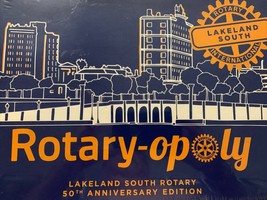 ROTARY
LAKELAND
SOUTH
INTERNATIONAL
Rotary-opoly
LAKELAND SOUTH ROTARY
50TH ANNIVERSARY EDITION